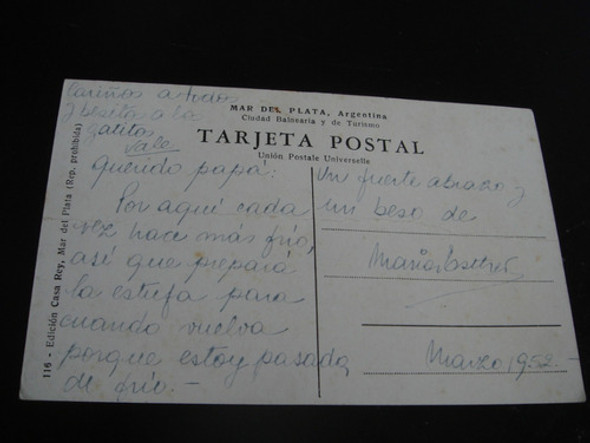 Cariños a todos
y besitos a la
gatita
Vale
MAR DEL PLATA, Argentina
Ciudad Balnearia y de Turismo
TARJETA POSTAL
Unión Postale Universelle
Querido papá:
Por aquí cada
vez hace más frío,
así que prepará
la estufa para
cuando vuelva
porque estoy pasada
de frío.-
Un fuerte abrazo y
un beso de
María Esther
Marzo 1952.-
116 - Edición Casa Rey, Mar del Plata (Rep. prohibida)